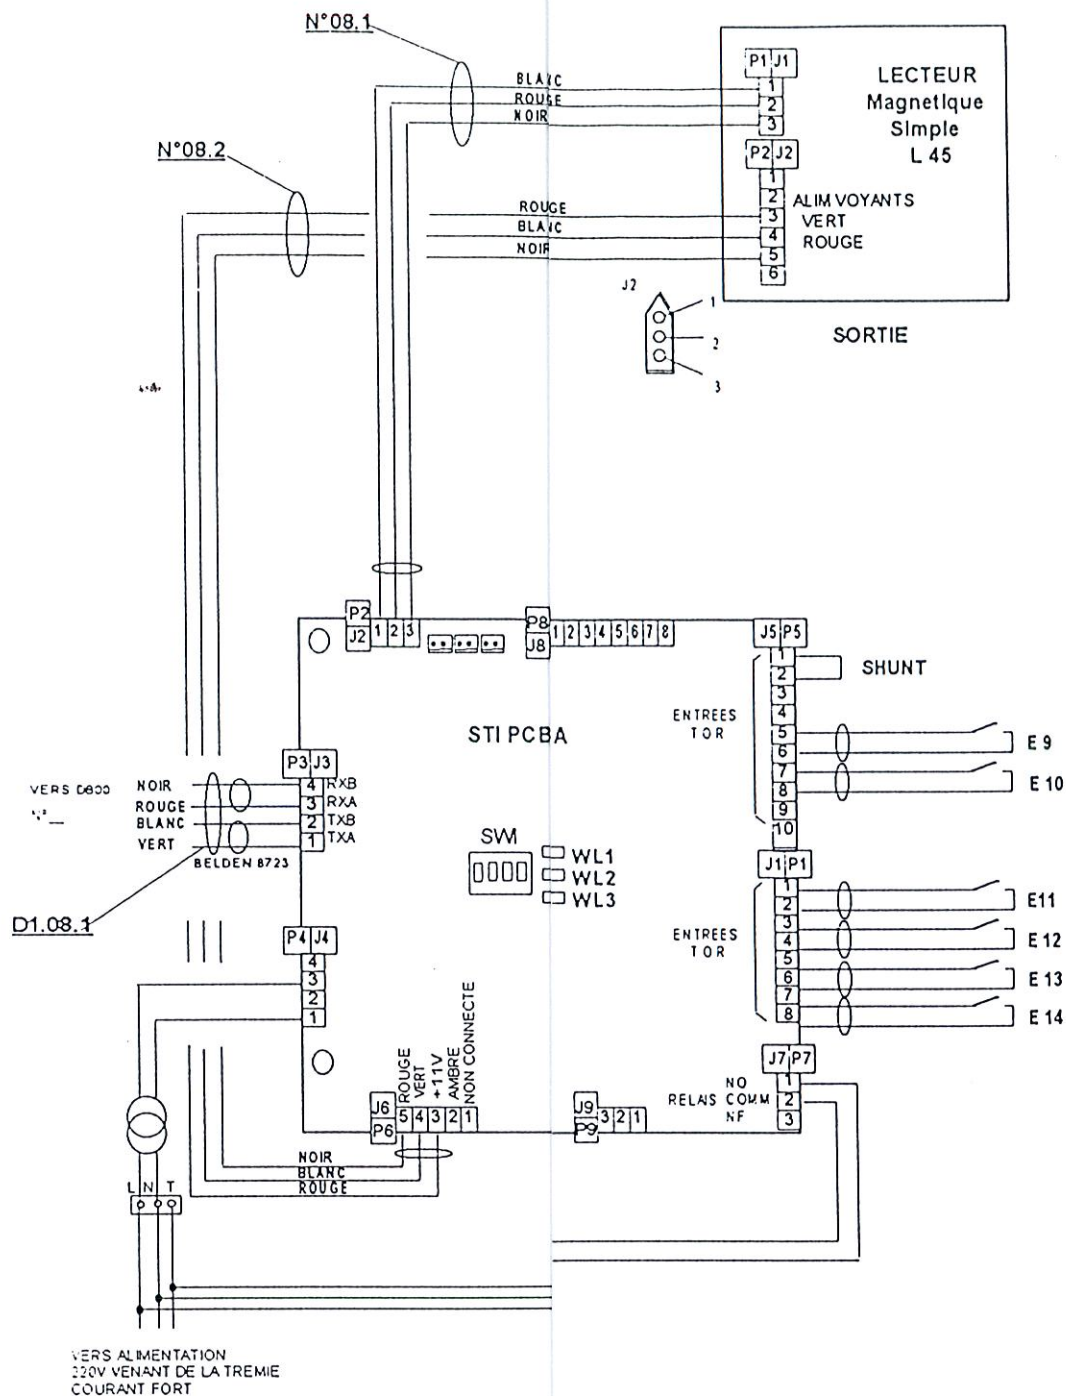 N°08.1
P1 J1
1
2
3
LECTEUR
Magnetique
Simple
L 45
BLANC
ROUGE
NOIR
N°08.2
P2 J2
1
2
3
4
5
6
ALIM VOYANTS
VERT
ROUGE
ROUGE
BLANC
NOIR
J2
1
2
3
SORTIE
P2
J2
1 2 3
P8
J8
1 2 3 4 5 6 7 8
J5 P5
1
2
3
4
5
6
7
8
9
10
SHUNT
ENTREES
TOR
E 9
E 10
STI PCBA
P3 J3
4 RXB
3 RXA
2 TXB
1 TXA
VERS
NOIR
ROUGE
BLANC
VERT
BELDEN 8723
SWI
WL1
WL2
WL3
D1.08.1
J1 P1
1
2
3
4
5
6
7
8
ENTREES
TOR
E11
E 12
E 13
E 14
P4 J4
4
3
2
1
J7 P7
1
2
3
NO
RELAIS COMM
NF
ROUGE
VERT
+11V
AMBRE
NON CONNECTE
J6
P6
5 4 3 2 1
J9
P9
3 2 1
NOIR
BLANC
ROUGE
L N T
VERS ALIMENTATION
220V VENANT DE LA TREMIE
COURANT FORT